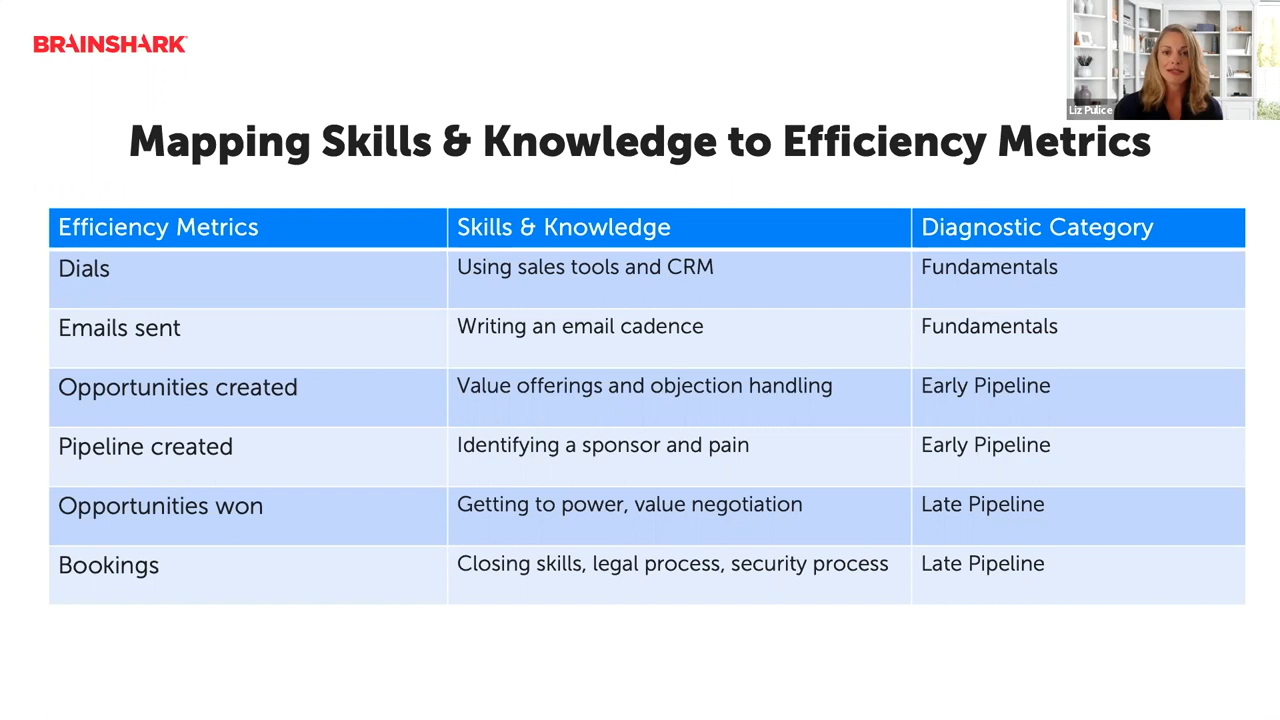 BRAINSHARK
Liz Pulice
Mapping Skills & Knowledge to Efficiency Metrics
Efficiency Metrics Skills & Knowledge Diagnostic Category
Dials Using sales tools and CRM Fundamentals
Emails sent Writing an email cadence Fundamentals
Opportunities created Value offerings and objection handling Early Pipeline
Pipeline created Identifying a sponsor and pain Early Pipeline
Opportunities won Getting to power, value negotiation Late Pipeline
Bookings Closing skills, legal process, security process Late Pipeline